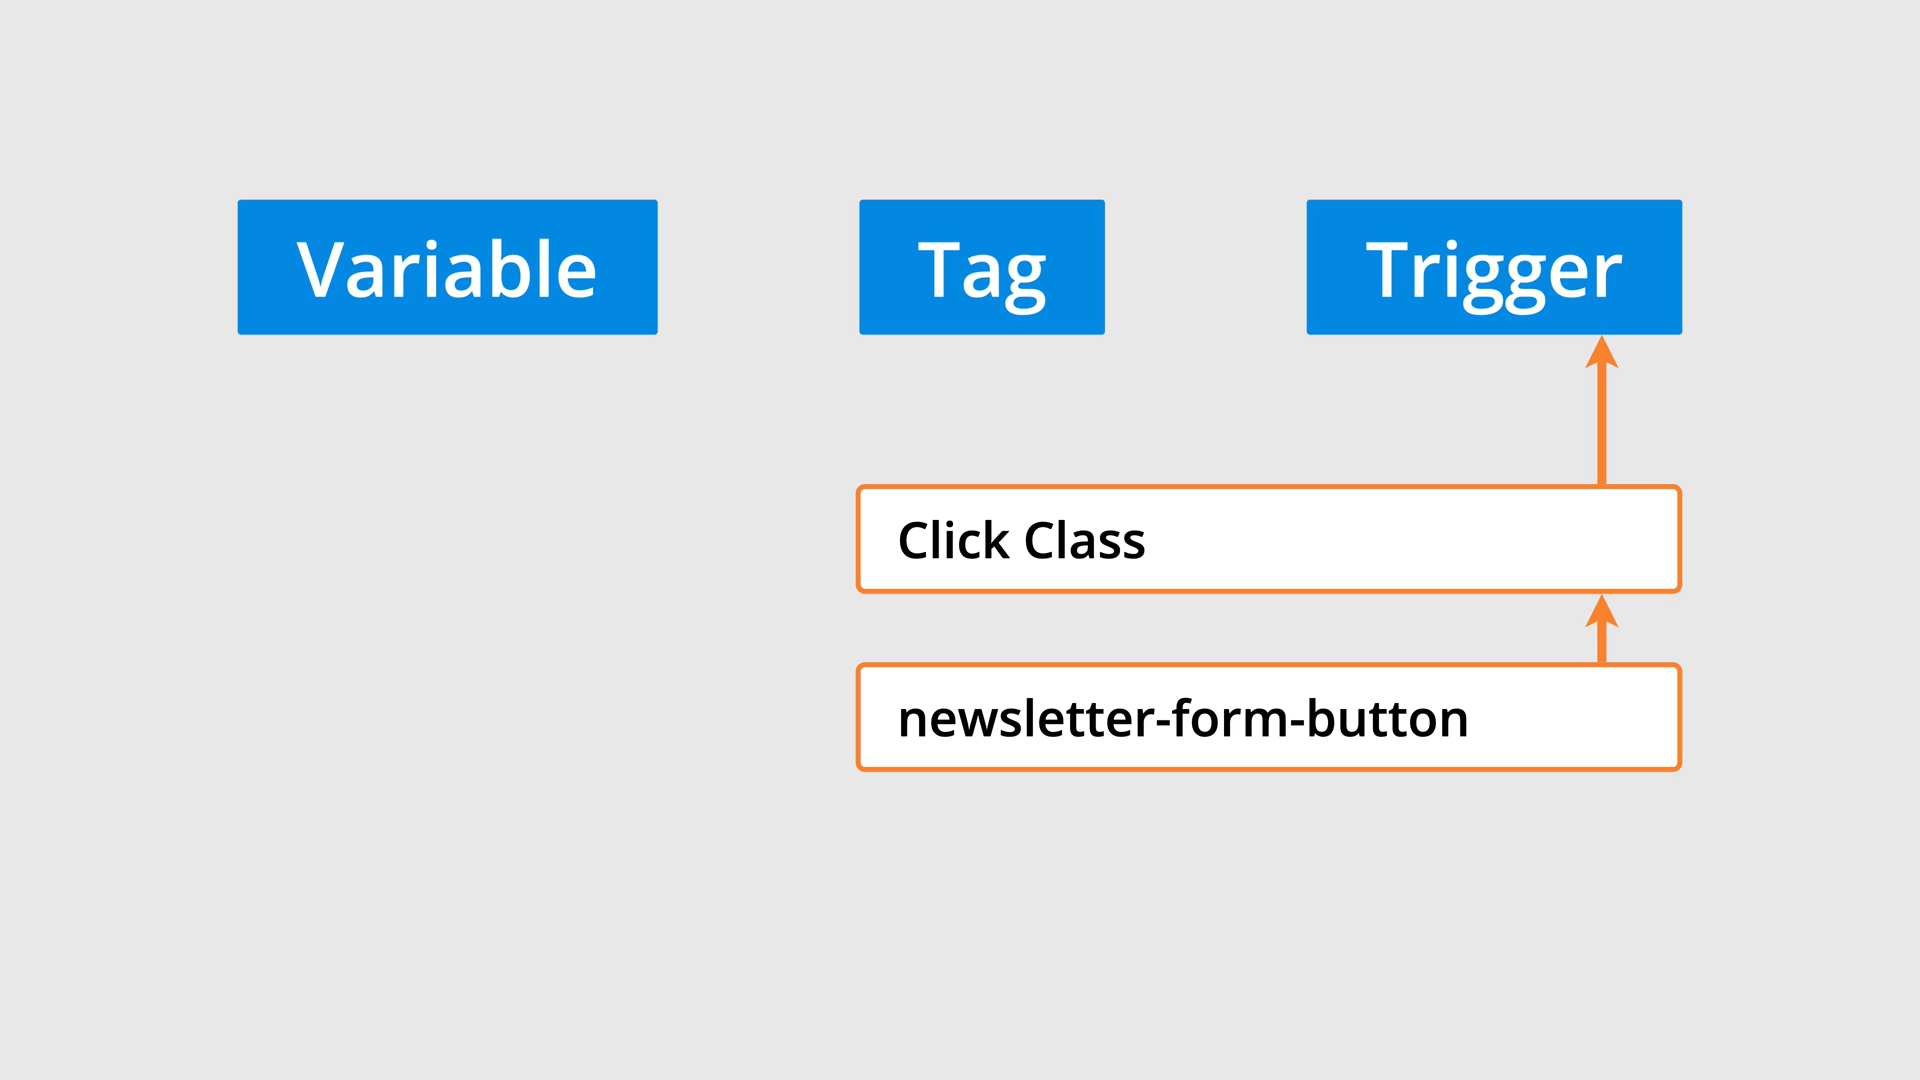 Variable
Tag
Trigger
Click Class
newsletter-form-button